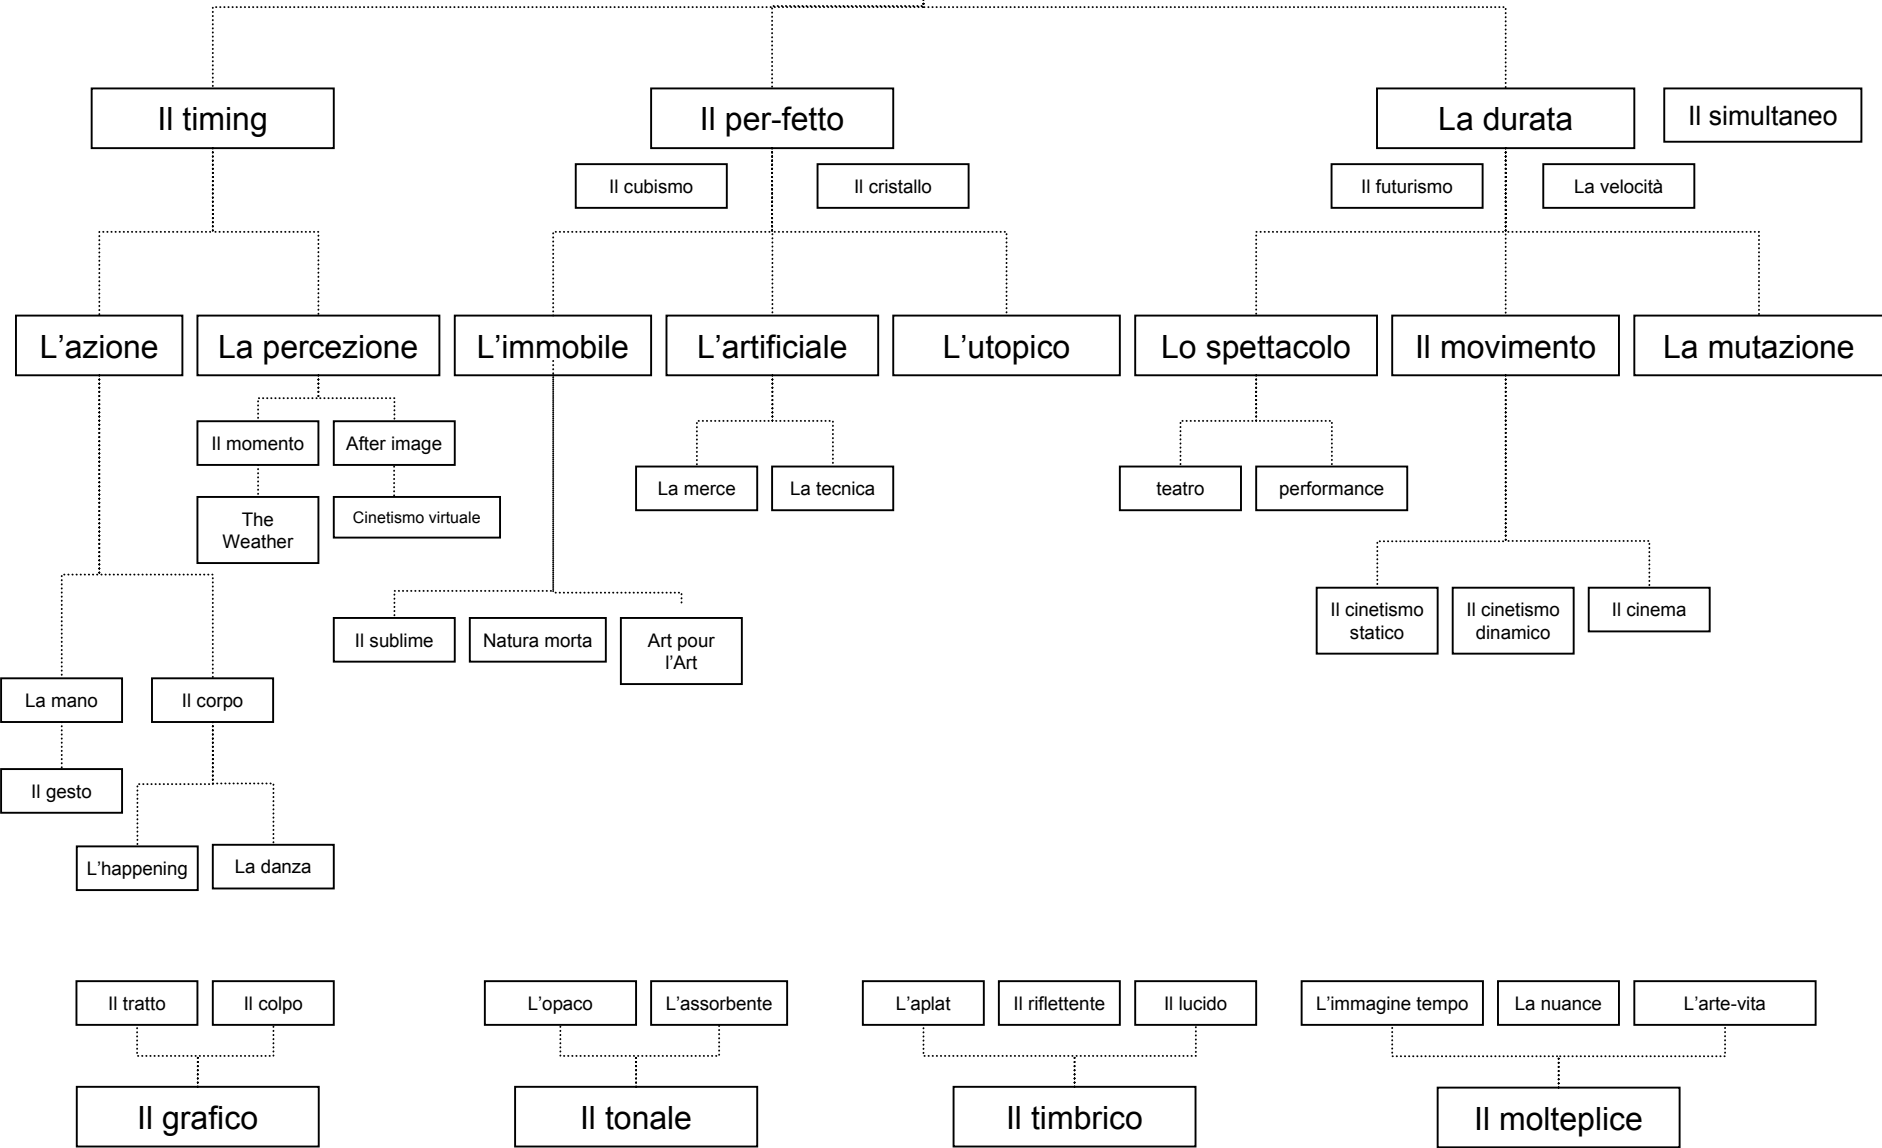 Il timing
Il per-fetto
La durata
Il simultaneo
Il cubismo
Il cristallo
Il futurismo
La velocità
L’azione
La percezione
L’immobile
L’artificiale
L’utopico
Lo spettacolo
Il movimento
La mutazione
Il momento
After image
La merce
La tecnica
teatro
performance
The
Weather
Cinetismo virtuale
Il sublime
Natura morta
Art pour
l’Art
Il cinetismo
statico
Il cinetismo
dinamico
Il cinema
La mano
Il corpo
Il gesto
L’happening
La danza
Il tratto
Il colpo
L’opaco
L’assorbente
L’aplat
Il riflettente
Il lucido
L’immagine tempo
La nuance
L’arte-vita
Il grafico
Il tonale
Il timbrico
Il molteplice